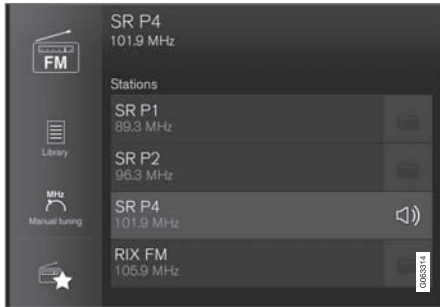 SR P4
101.9 MHz
FM
Stations
SR P1
89.3 MHz
Library
SR P2
96.3 MHz
MHz
Manual tuning
SR P4
101.9 MHz
RIX FM
105.9 MHz
G063314